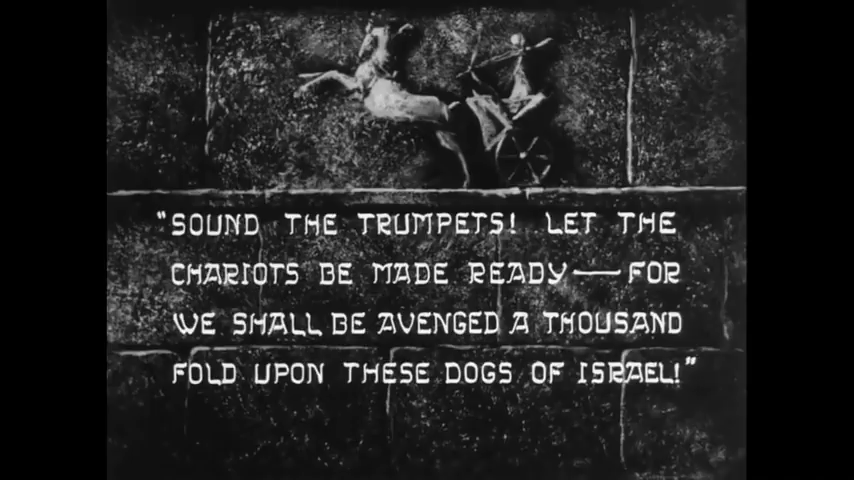 "SOUND THE TRUMPETS! LET THE
CHARIOTS BE MADE READY — FOR
WE SHALL BE AVENGED A THOUSAND
FOLD UPON THESE DOGS OF ISRAEL!"